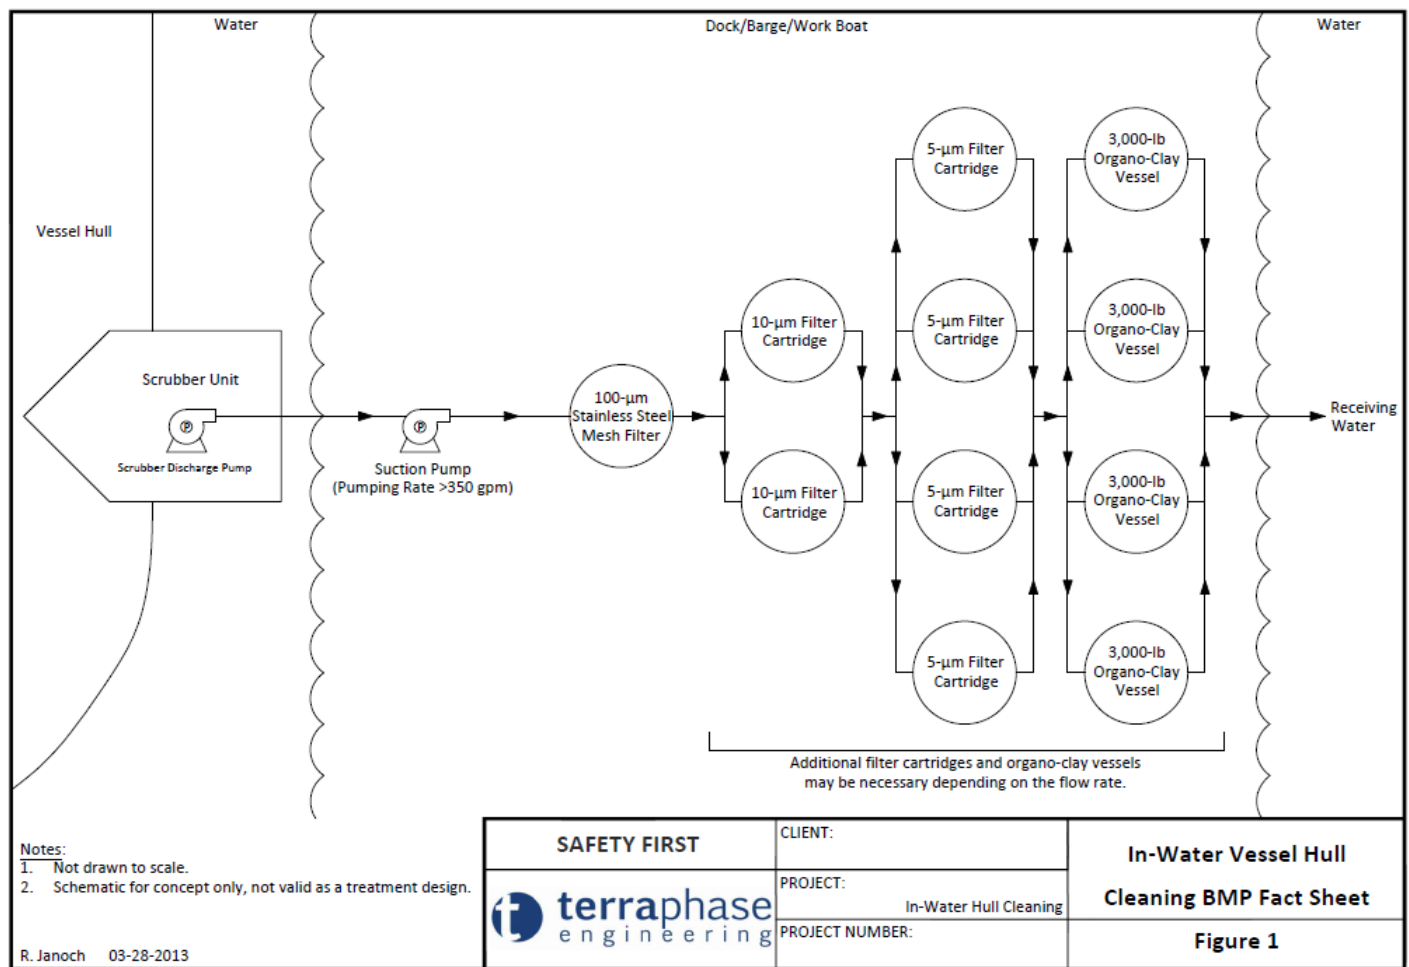 Water
Dock/Barge/Work Boat
Water
Vessel Hull
Scrubber Unit
P
Scrubber Discharge Pump
P
Suction Pump
(Pumping Rate >350 gpm)
100-µm
Stainless Steel
Mesh Filter
10-µm Filter
Cartridge
10-µm Filter
Cartridge
5-µm Filter
Cartridge
5-µm Filter
Cartridge
5-µm Filter
Cartridge
5-µm Filter
Cartridge
3,000-lb
Organo-Clay
Vessel
3,000-lb
Organo-Clay
Vessel
3,000-lb
Organo-Clay
Vessel
3,000-lb
Organo-Clay
Vessel
Receiving
Water
Additional filter cartridges and organo-clay vessels
may be necessary depending on the flow rate.
Notes:
1. Not drawn to scale.
2. Schematic for concept only, not valid as a treatment design.
R. Janoch 03-28-2013
SAFETY FIRST
t terraphase
engineering
CLIENT:
PROJECT:
In-Water Hull Cleaning
PROJECT NUMBER:
In-Water Vessel Hull
Cleaning BMP Fact Sheet
Figure 1